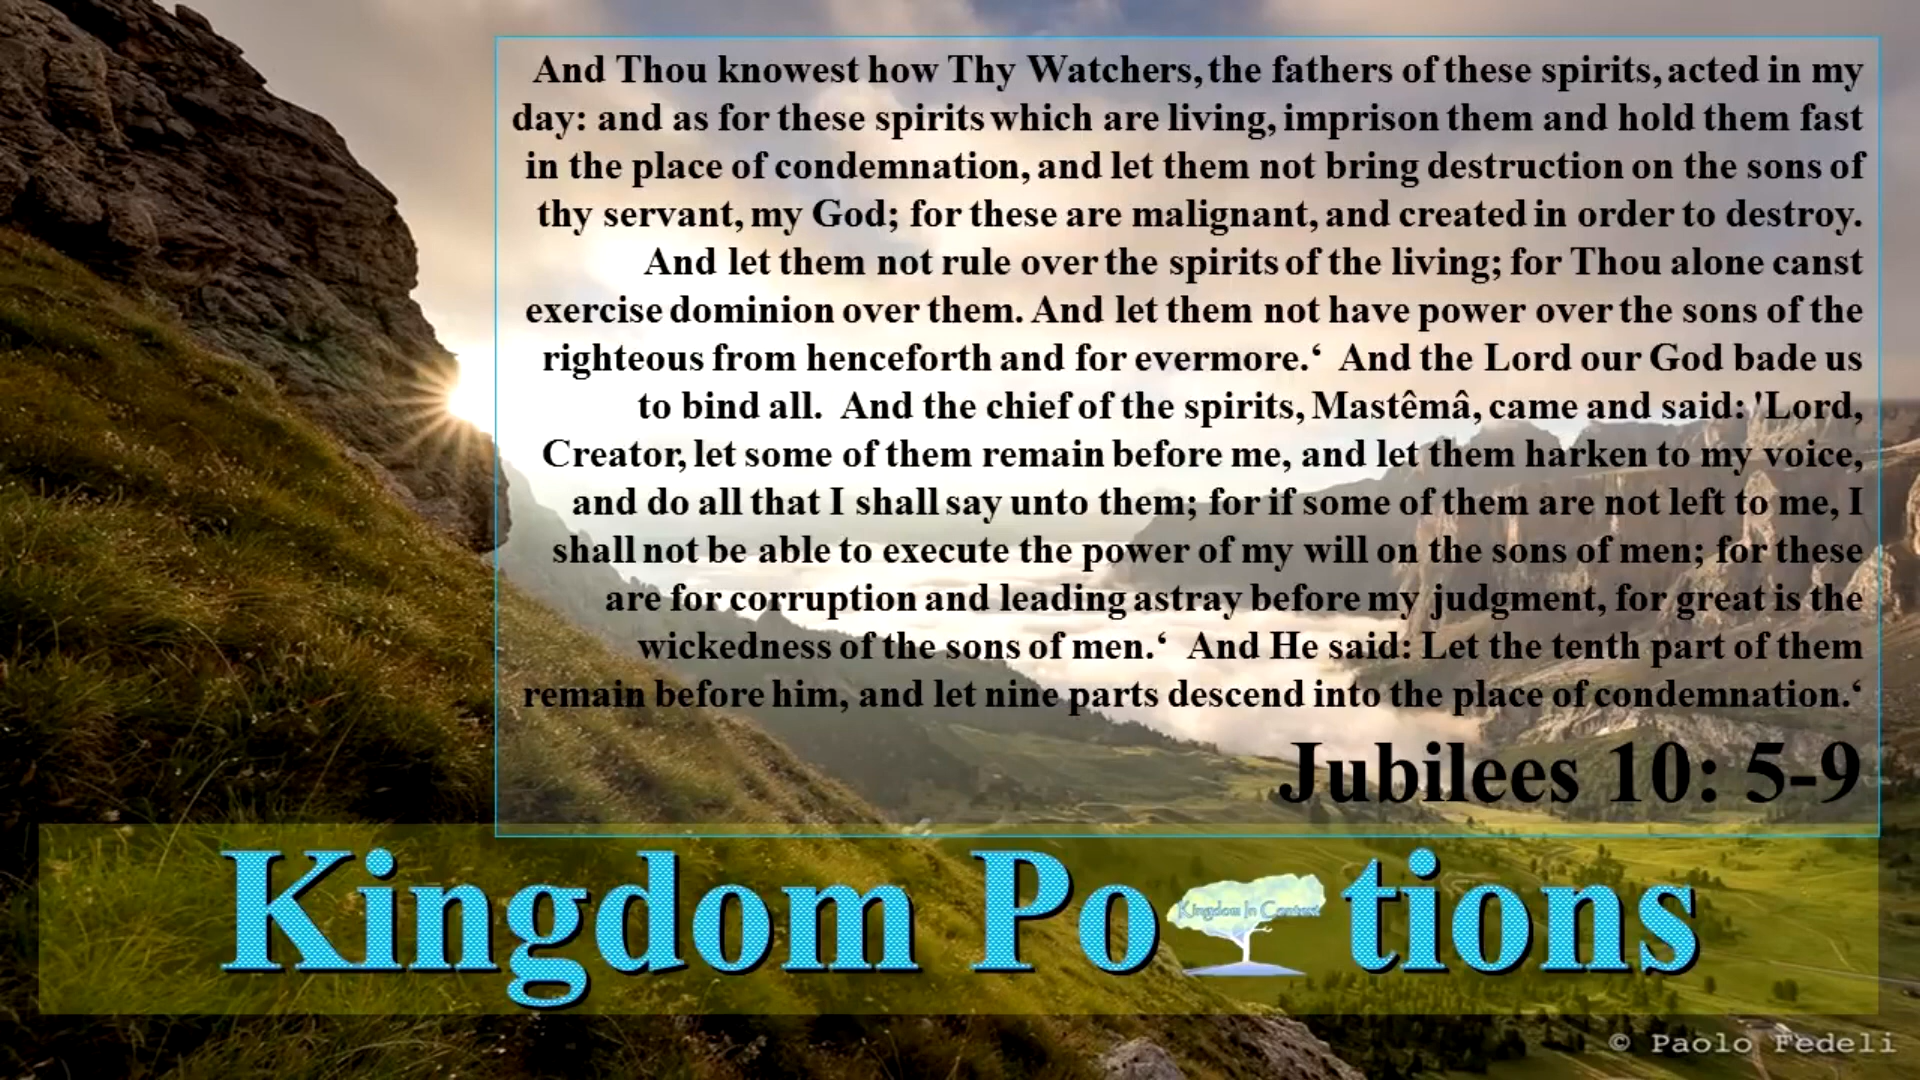 And Thou knowest how Thy Watchers, the fathers of these spirits, acted in my
day: and as for these spirits which are living, imprison them and hold them fast
in the place of condemnation, and let them not bring destruction on the sons of
thy servant, my God; for these are malignant, and created in order to destroy.
And let them not rule over the spirits of the living; for Thou alone canst
exercise dominion over them. And let them not have power over the sons of the
righteous from henceforth and for evermore.‘ And the Lord our God bade us
to bind all. And the chief of the spirits, Mastêmâ, came and said: 'Lord,
Creator, let some of them remain before me, and let them harken to my voice,
and do all that I shall say unto them; for if some of them are not left to me, I
shall not be able to execute the power of my will on the sons of men; for these
are for corruption and leading astray before my judgment, for great is the
wickedness of the sons of men.‘ And He said: Let the tenth part of them
remain before him, and let nine parts descend into the place of condemnation.‘
Jubilees 10: 5-9
Kingdom Po tions
Kingdom In Context
© Paolo Fedeli